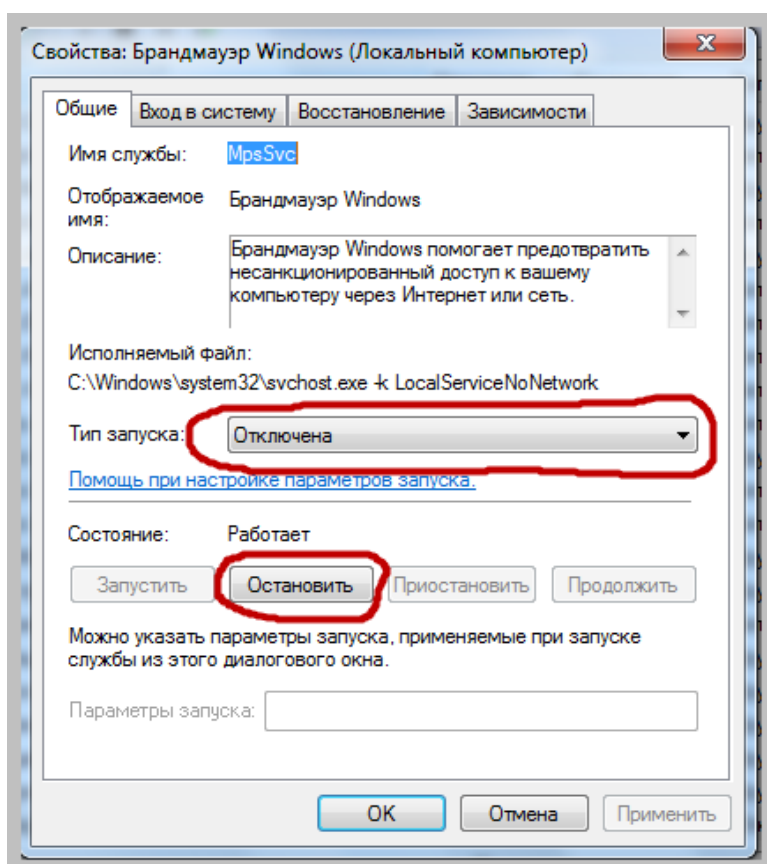 Свойства: Брандмауэр Windows (Локальный компьютер)
Общие Вход в систему Восстановление Зависимости
Имя службы: MpsSvc
Отображаемое имя: Брандмауэр Windows
Описание: Брандмауэр Windows помогает предотвратить
несанкционированный доступ к вашему
компьютеру через Интернет или сеть.
Исполняемый файл:
C:\Windows\system32\svchost.exe -k LocalServiceNoNetwork
Тип запуска: Отключена
Помощь при настройке параметров запуска.
Состояние: Работает
Запустить Остановить Приостановить Продолжить
Можно указать параметры запуска, применяемые при запуске
службы из этого диалогового окна.
Параметры запуска:
OK Отмена Применить